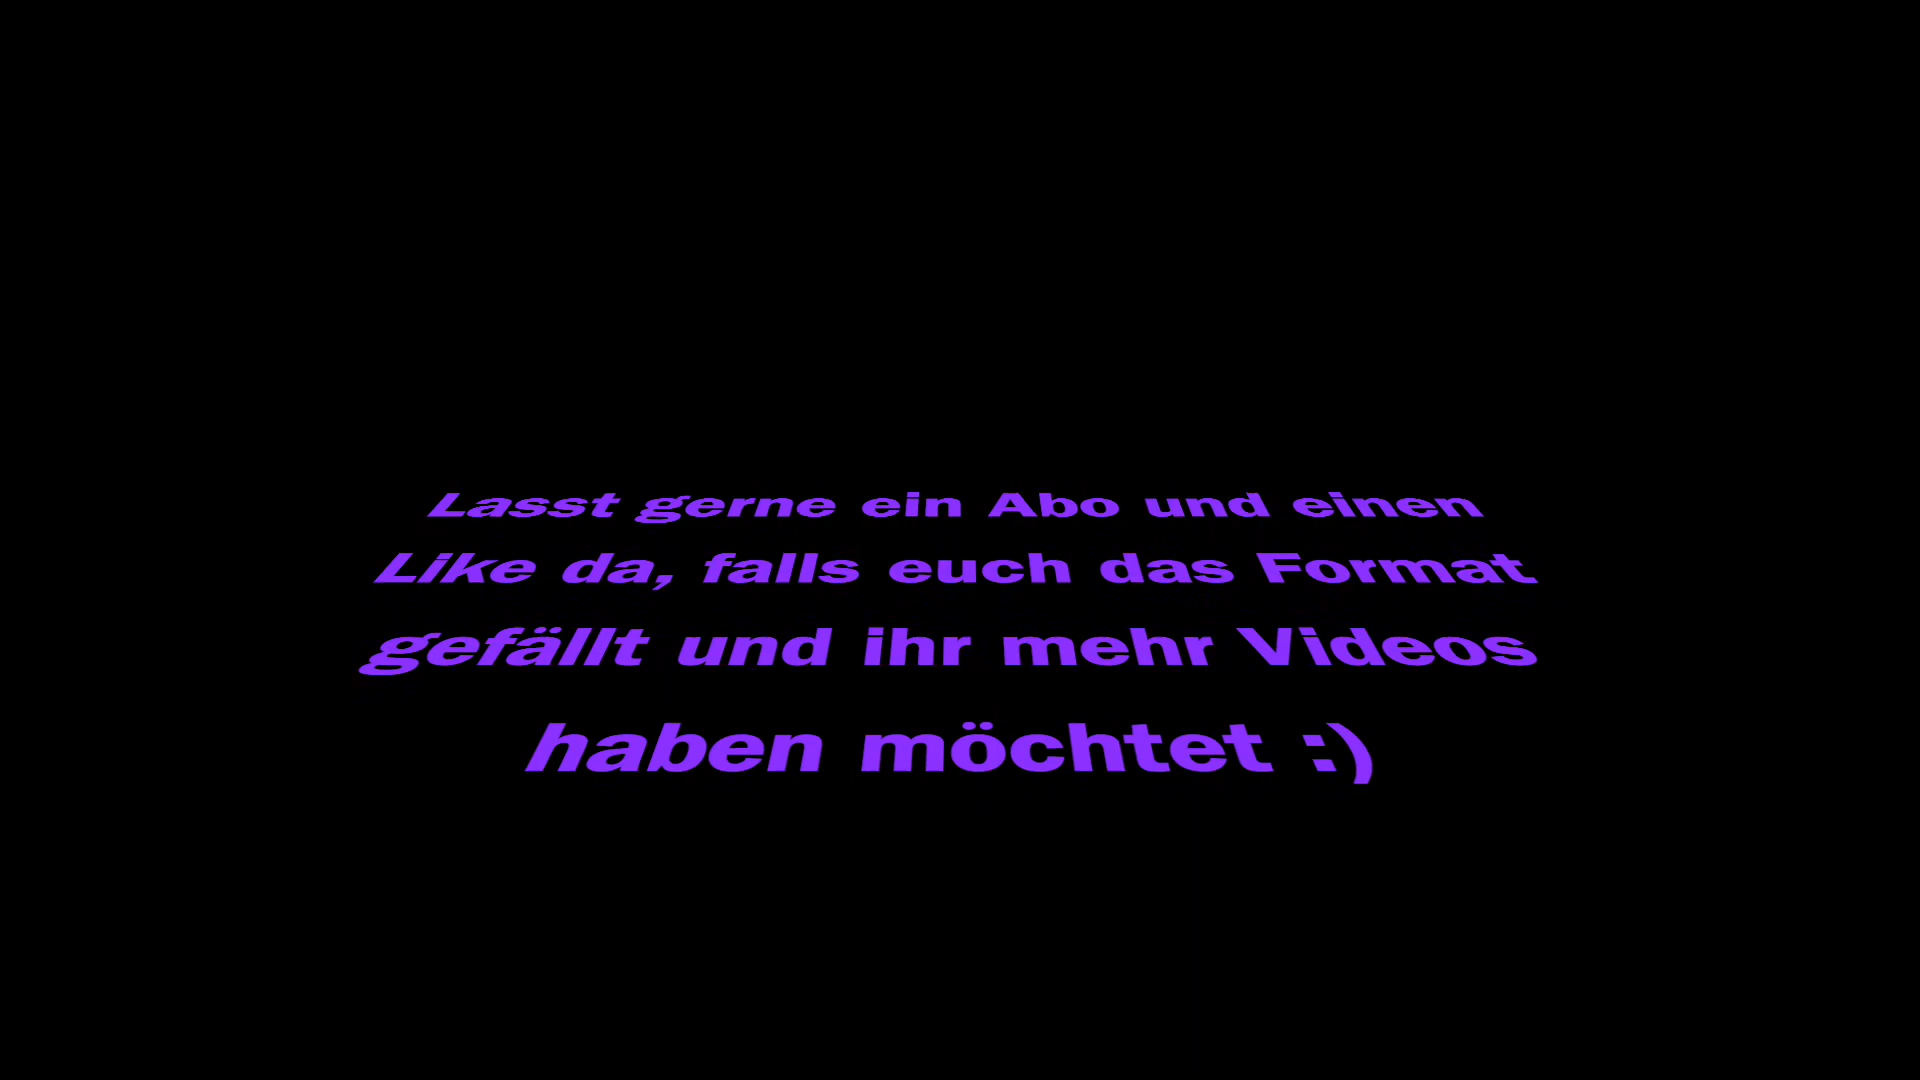 Lasst gerne ein Abo und einen
Like da, falls euch das Format
gefällt und ihr mehr Videos
haben möchtet :)